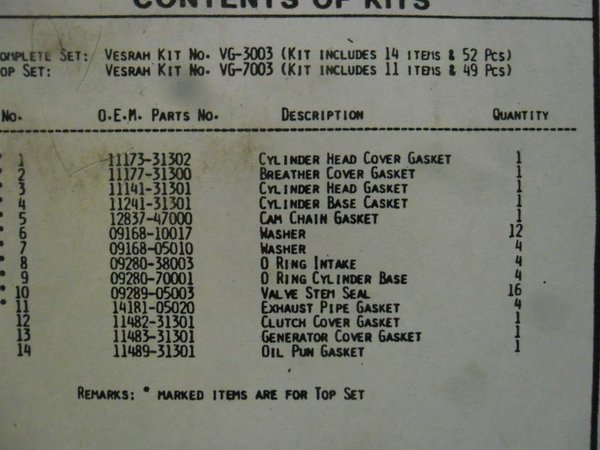 CONTENTS OF KITS
OMPLETE SET: VESRAH KIT NO. VG-3003 (KIT INCLUDES 14 ITEMS & 52 PCS)
OP SET: VESRAH KIT NO. VG-7003 (KIT INCLUDES 11 ITEMS & 49 PCS)
NO. O.E.M. PARTS NO. DESCRIPTION QUANTITY
* 1 11173-31302 CYLINDER HEAD COVER GASKET 1
* 2 11177-31300 BREATHER COVER GASKET 1
* 3 11141-31301 CYLINDER HEAD GASKET 1
* 4 11241-31301 CYLINDER BASE CASKET 1
* 5 12837-47000 CAM CHAIN GASKET 1
* 6 09168-10017 WASHER 12
* 7 09168-05010 WASHER 4
* 8 09280-38003 O RING INTAKE 4
* 9 09280-70001 O RING CYLINDER BASE 4
* 10 09289-05003 VALVE STEM SEAL 16
* 11 14181-05020 EXHAUST PIPE GASKET 4
12 11482-31301 CLUTCH COVER GASKET 1
13 11483-31301 GENERATOR COVER GASKET 1
14 11489-31301 OIL PUN GASKET 1
REMARKS: * MARKED ITEMS ARE FOR TOP SET